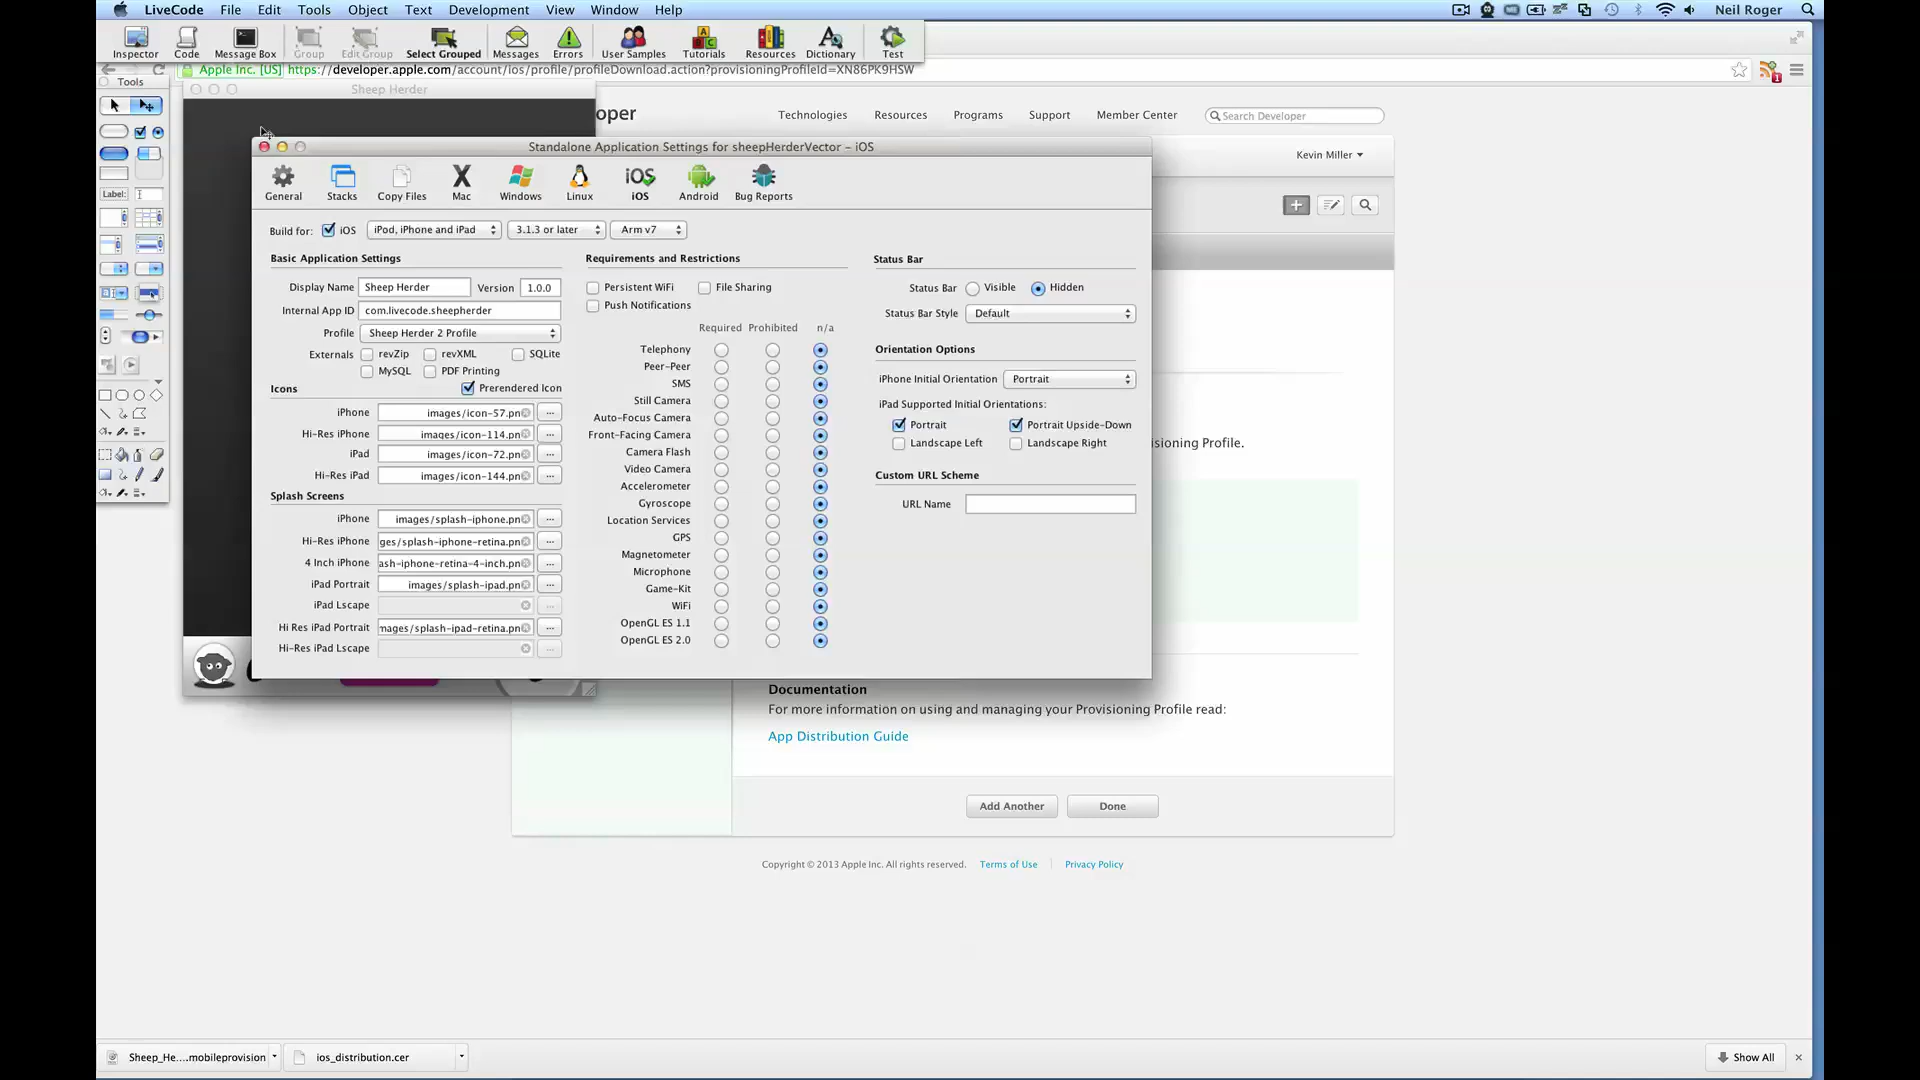 LiveCode File Edit Tools Object Text Development View Window Help Neil Roger
Inspector Code Message Box Group Edit Group Select Grouped Messages Errors User Samples Tutorials Resources Dictionary Test
Apple Inc. [US] https://developer.apple.com/account/ios/profile/profileDownload.action?provisioningProfileId=XN86PK9HSW
Tools
Sheep Herder
oper Technologies Resources Programs Support Member Center Search Developer
Kevin Miller
Label:
Standalone Application Settings for sheepHerderVector – iOS
General Stacks Copy Files Mac Windows Linux iOS Android Bug Reports
iOS
Build for: iOS iPod, iPhone and iPad 3.1.3 or later Arm v7
Basic Application Settings
Display Name Sheep Herder Version 1.0.0
Internal App ID com.livecode.sheepherder
Profile Sheep Herder 2 Profile
Externals revZip revXML SQLite
MySQL PDF Printing
Icons Prerendered Icon
iPhone images/icon-57.pn ...
Hi-Res iPhone images/icon-114.pn ...
iPad images/icon-72.pn ...
Hi-Res iPad images/icon-144.pn ...
Splash Screens
iPhone images/splash-iphone.pn ...
Hi-Res iPhone ges/splash-iphone-retina.pn ...
4 Inch iPhone ash-iphone-retina-4-inch.pn ...
iPad Portrait images/splash-ipad.pn ...
iPad Lscape ...
Hi Res iPad Portrait mages/splash-ipad-retina.pn ...
Hi-Res iPad Lscape ...
Requirements and Restrictions
Persistent WiFi File Sharing
Push Notifications
Required Prohibited n/a
Telephony
Peer-Peer
SMS
Still Camera
Auto-Focus Camera
Front-Facing Camera
Camera Flash
Video Camera
Accelerometer
Gyroscope
Location Services
GPS
Magnetometer
Microphone
Game-Kit
WiFi
OpenGL ES 1.1
OpenGL ES 2.0
Status Bar
Status Bar Visible Hidden
Status Bar Style Default
Orientation Options
iPhone Initial Orientation Portrait
iPad Supported Initial Orientations:
Portrait Portrait Upside-Down
Landscape Left Landscape Right
Custom URL Scheme
URL Name
isioning Profile.
Documentation
For more information on using and managing your Provisioning Profile read:
App Distribution Guide
Add Another Done
Copyright © 2013 Apple Inc. All rights reserved. Terms of Use Privacy Policy
Sheep_He....mobileprovision ios_distribution.cer Show All